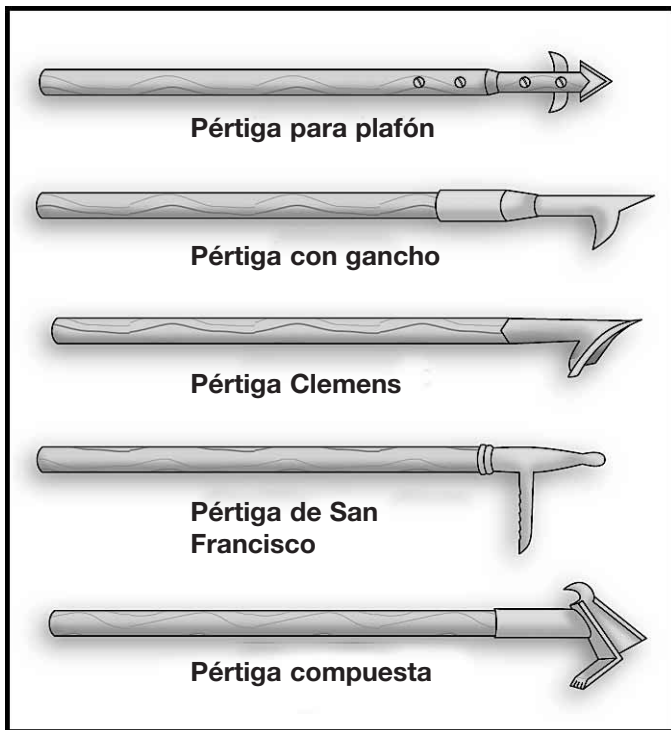 Pértiga para plafón
Pértiga con gancho
Pértiga Clemens
Pértiga de San
Francisco
Pértiga compuesta